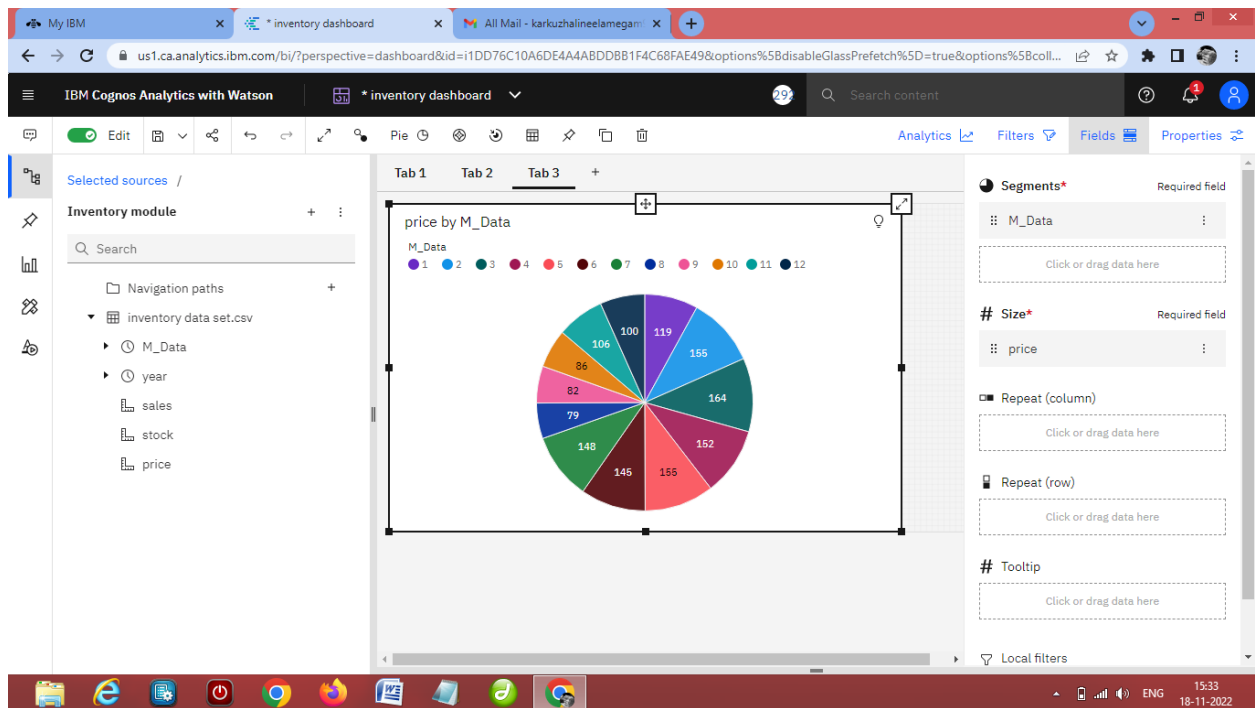 My IBM
* inventory dashboard
All Mail - karkuzhalineelamegam
us1.ca.analytics.ibm.com/bi/?perspective=dashboard&id=i1DD76C10A6DE4A4ABDDBB1F4C68FAE49&options%5BdisableGlassPrefetch%5D=true&options%5Bcoll...
IBM Cognos Analytics with Watson
* inventory dashboard
292
Search content
1
Edit
Pie
Analytics
Filters
Fields
Properties
Selected sources /
Inventory module
Search
Navigation paths
inventory data set.csv
M_Data
year
sales
stock
price
Tab 1 Tab 2 Tab 3 +
price by M_Data
M_Data
1 2 3 4 5 6 7 8 9 10 11 12
100 119
106 155
86
82 164
79
148 152
145 155
Segments* Required field
M_Data
Click or drag data here
# Size* Required field
price
Repeat (column)
Click or drag data here
Repeat (row)
Click or drag data here
# Tooltip
Click or drag data here
Local filters
ENG
15:33
18-11-2022